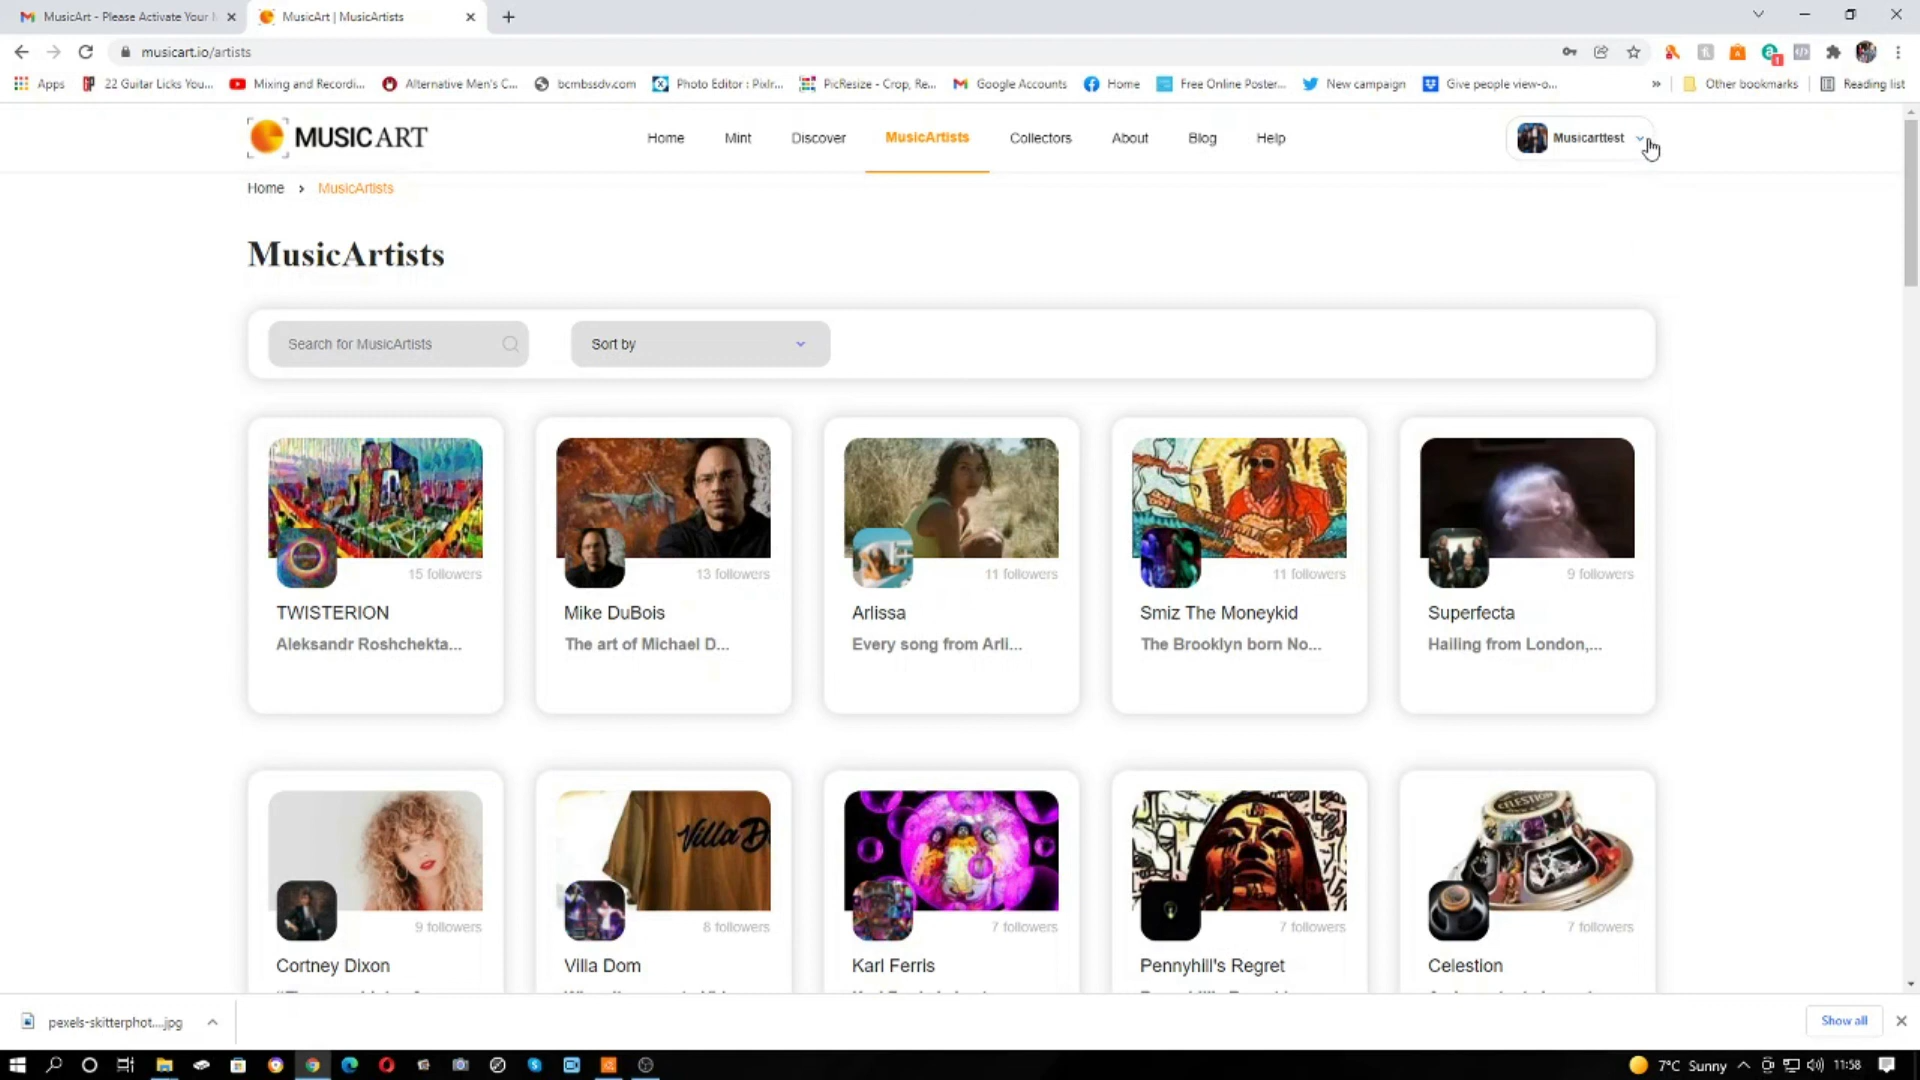 MusicArt - Please Activate Your
MusicArt | MusicArtists
musicart.io/artists
Apps 22 Guitar Licks You... Mixing and Recordi... Alternative Men's C... bcmbssdv.com Photo Editor : Pixlr... PicResize - Crop, Re... Google Accounts Home Free Online Poster... New campaign Give people view-o... » Other bookmarks Reading list
MUSIC ART Home Mint Discover MusicArtists Collectors About Blog Help Musicarttest
Home > MusicArtists
MusicArtists
Search for MusicArtists Sort by
15 followers 13 followers 11 followers 11 followers 9 followers
TWISTERION Mike DuBois Arlissa Smiz The Moneykid Superfecta
Aleksandr Roshchekta... The art of Michael D... Every song from Arli... The Brooklyn born No... Hailing from London,...
Villa D
CELESTION
9 followers 8 followers 7 followers 7 followers 7 followers
Cortney Dixon Villa Dom Karl Ferris Pennyhill's Regret Celestion
pexels-skitterphot....jpg Show all
7°C Sunny 11:58